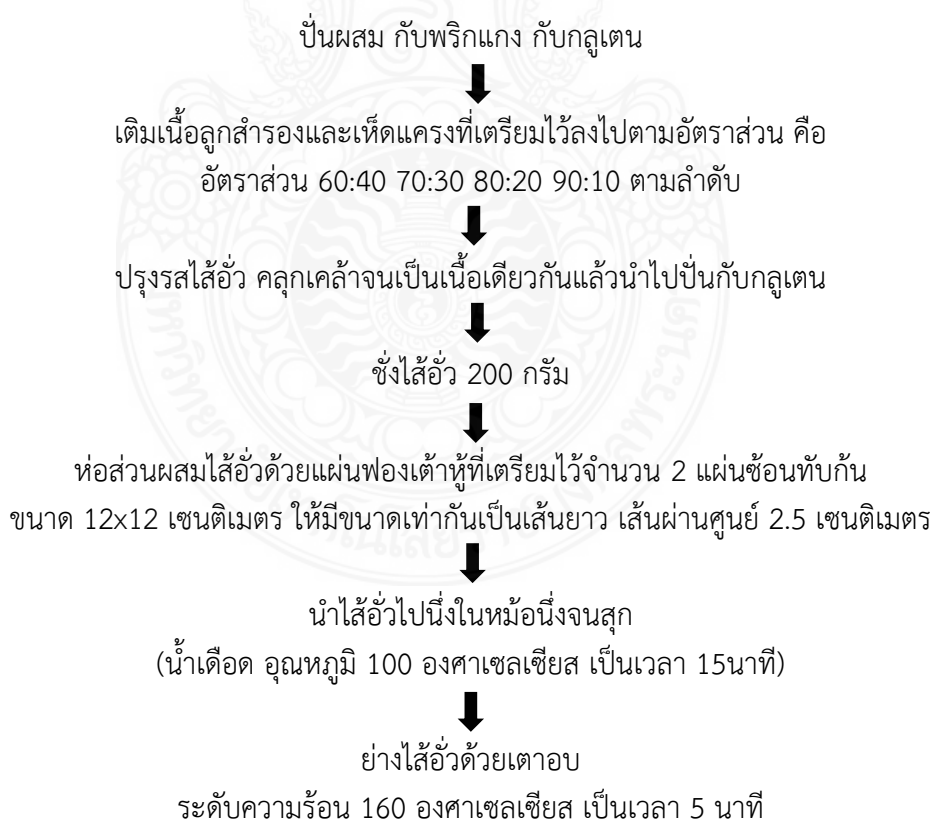 ปั่นผสม กับพริกแกง กับกลูเตน
เติมเนื้อลูกสำรองและเห็ดแครงที่เตรียมไว้ลงไปตามอัตราส่วน คือ
อัตราส่วน 60:40 70:30 80:20 90:10 ตามลำดับ
ปรุงรสไส้อั่ว คลุกเคล้าจนเป็นเนื้อเดียวกันแล้วนำไปปั่นกับกลูเตน
ชั่งไส้อั่ว 200 กรัม
ห่อส่วนผสมไส้อั่วด้วยแผ่นฟองเต้าหู้ที่เตรียมไว้จำนวน 2 แผ่นซ้อนทับก้น
ขนาด 12x12 เซนติเมตร ให้มีขนาดเท่ากันเป็นเส้นยาว เส้นผ่านศูนย์ 2.5 เซนติเมตร
นำไส้อั่วไปนึ่งในหม้อนึ่งจนสุก
(น้ำเดือด อุณหภูมิ 100 องศาเซลเซียส เป็นเวลา 15นาที)
ย่างไส้อั่วด้วยเตาอบ
ระดับความร้อน 160 องศาเซลเซียส เป็นเวลา 5 นาที